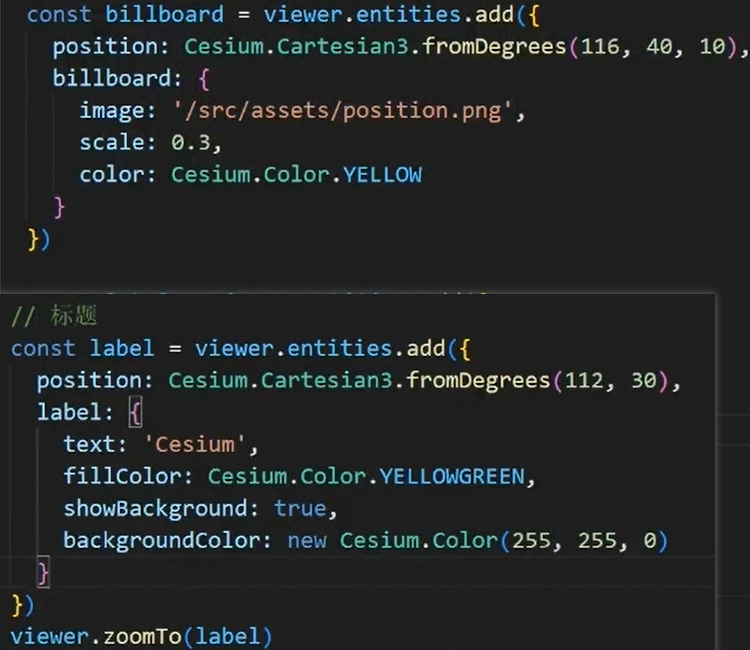 const billboard = viewer.entities.add({
position: Cesium.Cartesian3.fromDegrees(116, 40, 10),
billboard: {
image: '/src/assets/position.png',
scale: 0.3,
color: Cesium.Color.YELLOW
}
})
// 标题
const label = viewer.entities.add({
position: Cesium.Cartesian3.fromDegrees(112, 30),
label: {
text: 'Cesium',
fillColor: Cesium.Color.YELLOWGREEN,
showBackground: true,
backgroundColor: new Cesium.Color(255, 255, 0)
}
})
viewer.zoomTo(label)